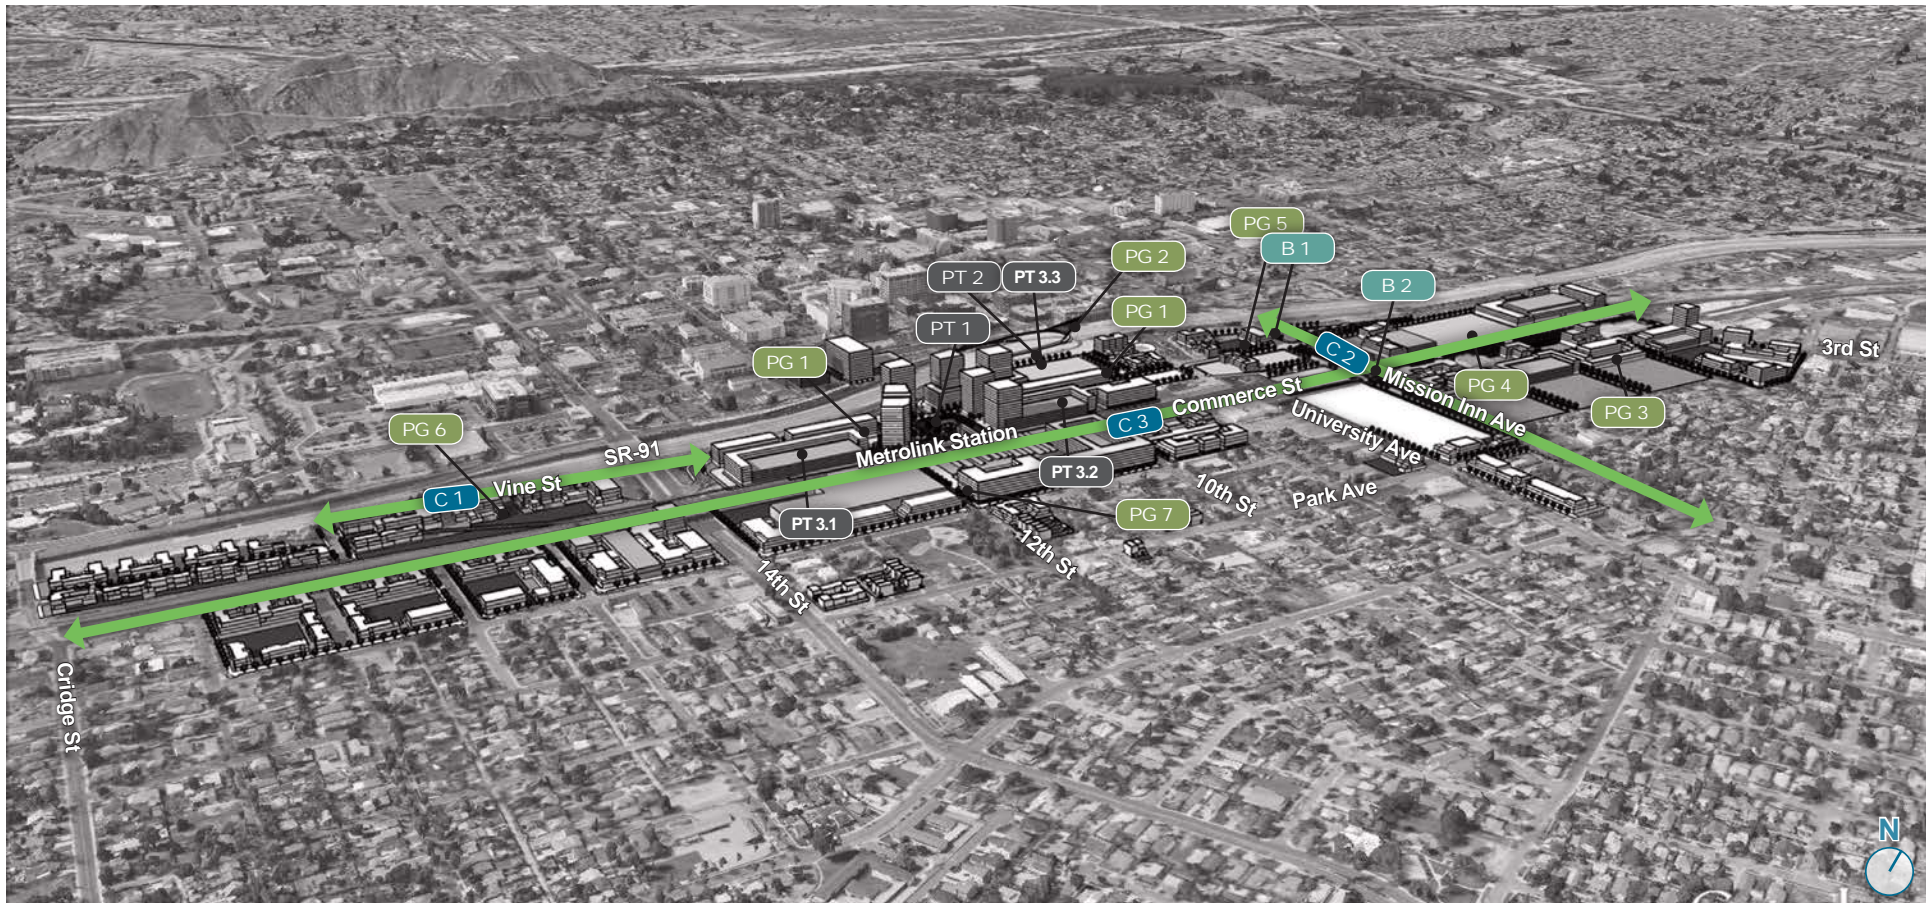 PG 5
B 1
PG 2
PT 2
PT 3.3
B 2
PG 1
PT 1
3rd St
C 2
PG 1
Mission Inn Ave
PG 4
Commerce St
PG 3
University Ave
C 3
PG 6
Metrolink Station
SR-91
PT 3.2
Vine St
C 1
10th St
Park Ave
PG 7
PT 3.1
12th St
14th St
Cridge St
N